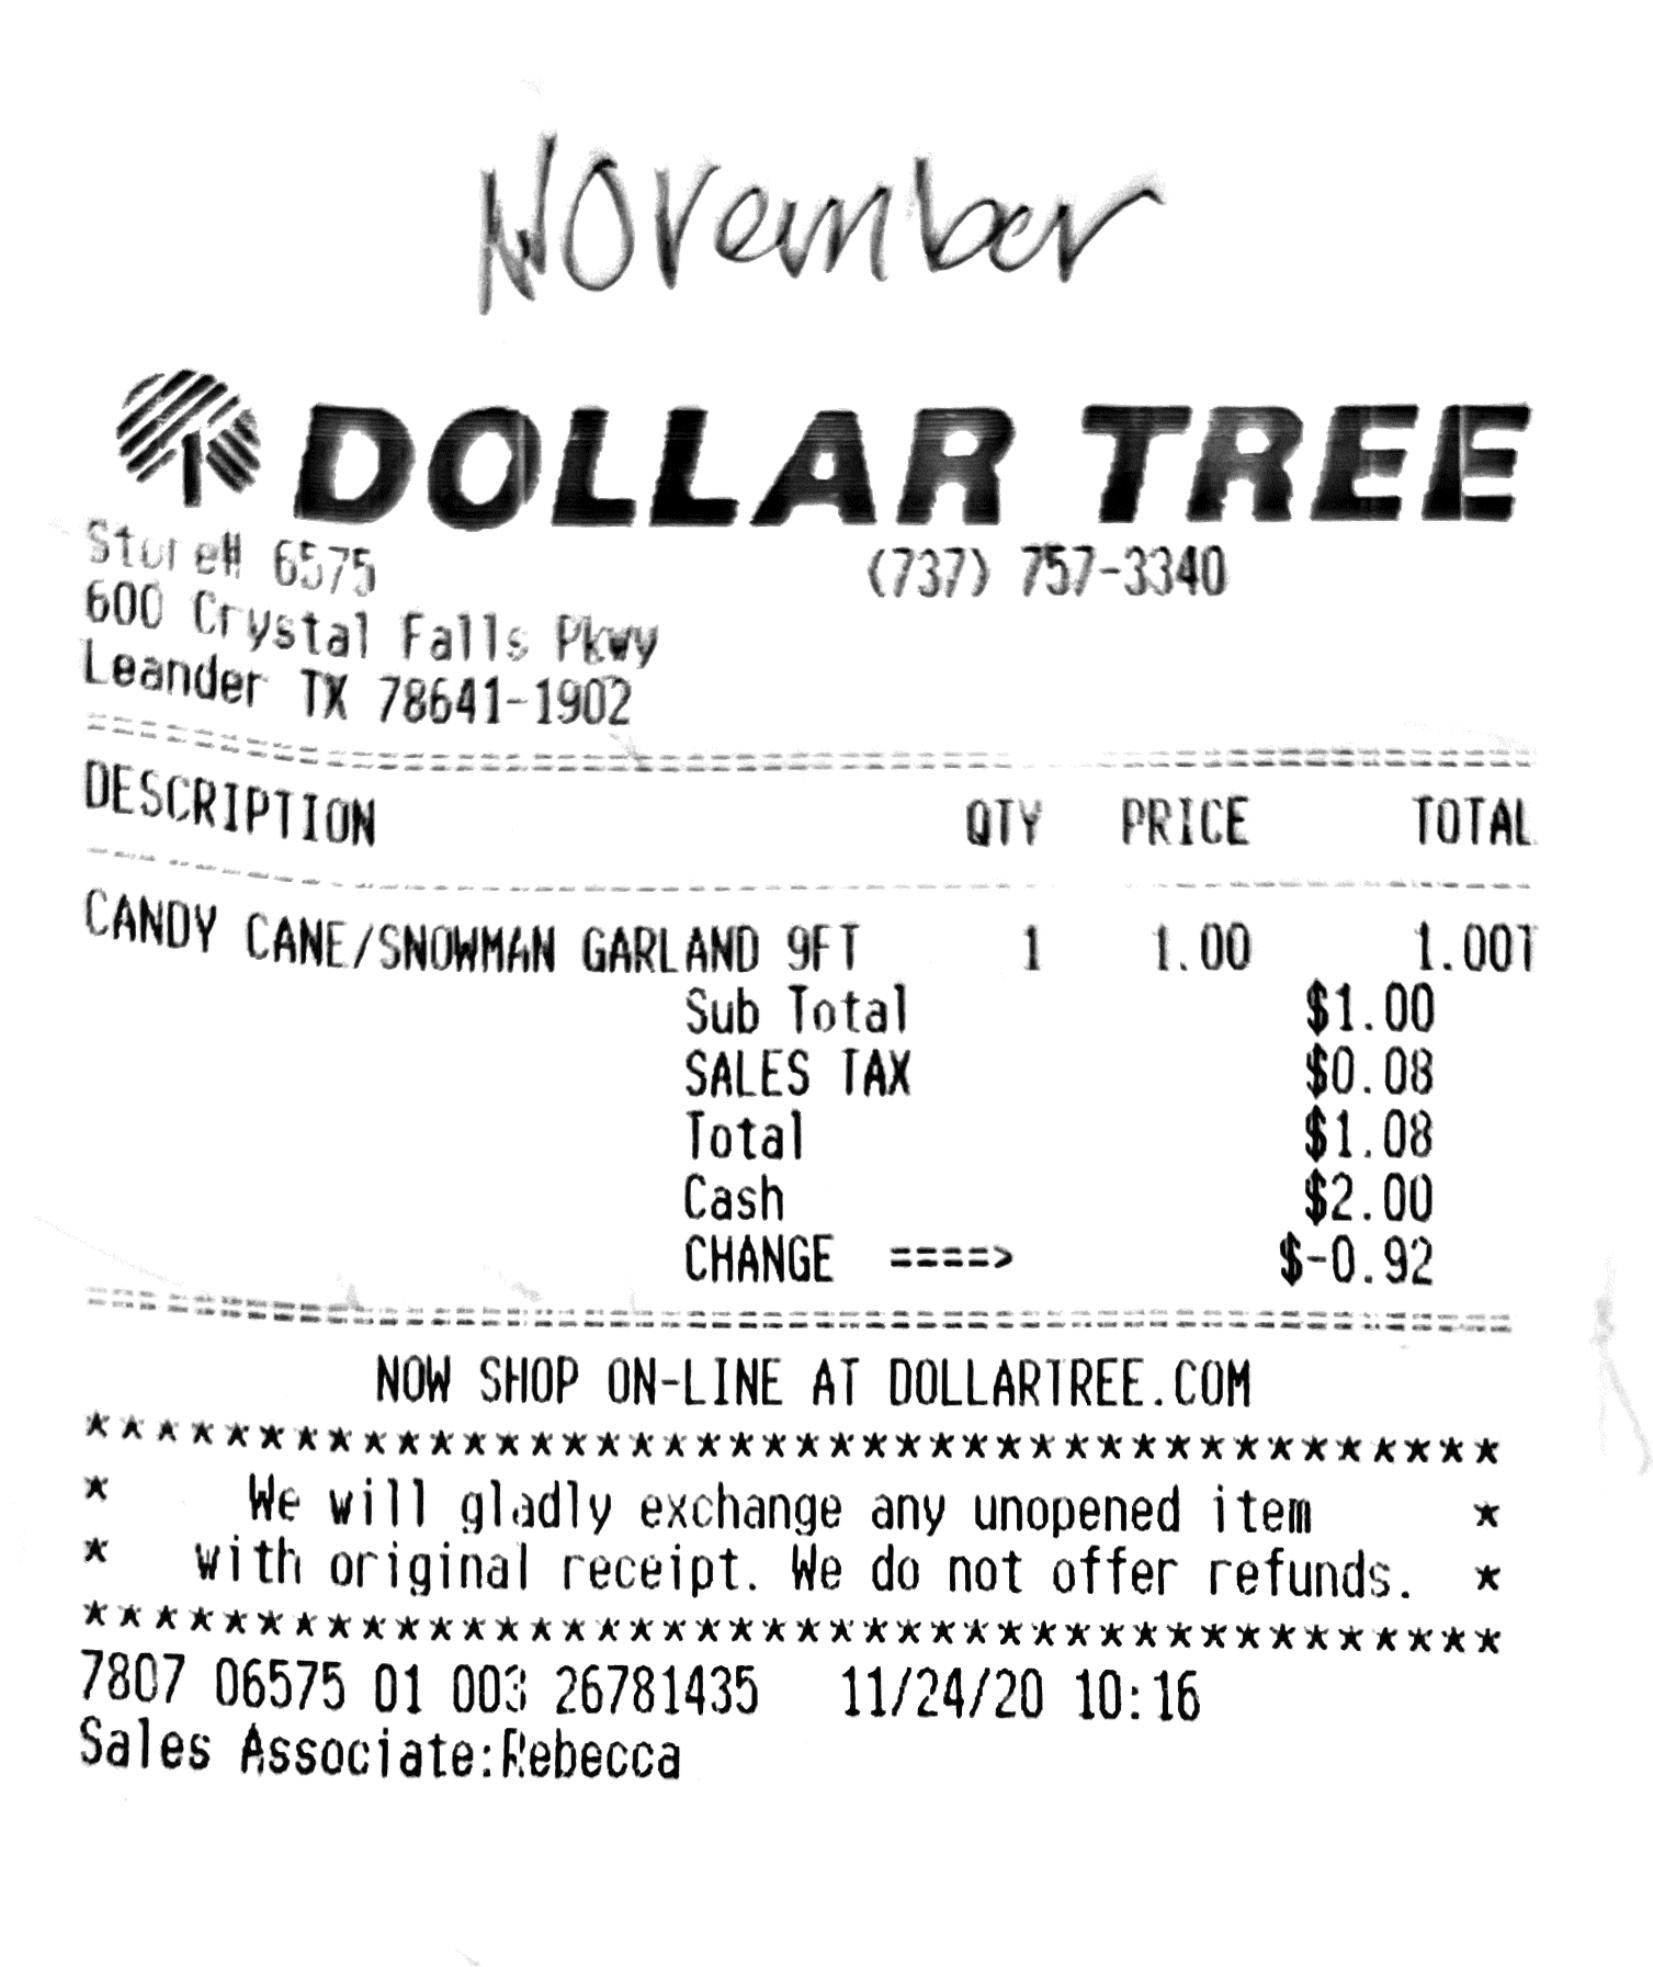 November
DOLLAR TREE
Store# 6575 (737) 757-3340
600 Crystal Falls Pkwy
Leander TX 78641-1902
==========================================
DESCRIPTION QTY PRICE TOTAL
------------------------------------------
CANDY CANE/SNOWMAN GARLAND 9FT 1 1.00 1.00T
Sub Total $1.00
SALES TAX $0.08
Total $1.08
Cash $2.00
CHANGE ====> $-0.92
==========================================
NOW SHOP ON-LINE AT DOLLARTREE.COM
******************************************
* We will gladly exchange any unopened item *
* with original receipt. We do not offer refunds. *
******************************************
7807 06575 01 003 26781435 11/24/20 10:16
Sales Associate:Rebecca